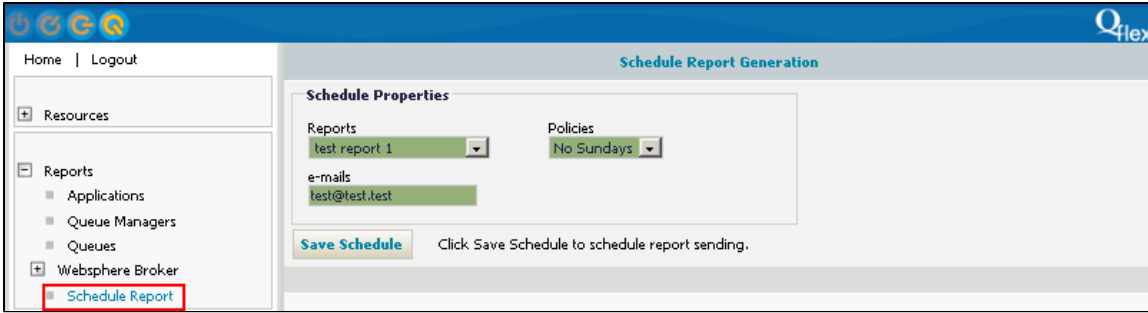 Qflex
Home | Logout
Schedule Report Generation
Resources
Schedule Properties
Reports
Policies
test report 1
No Sundays
e-mails
test@test.test
Save Schedule
Click Save Schedule to schedule report sending.
Reports
Applications
Queue Managers
Queues
Websphere Broker
Schedule Report